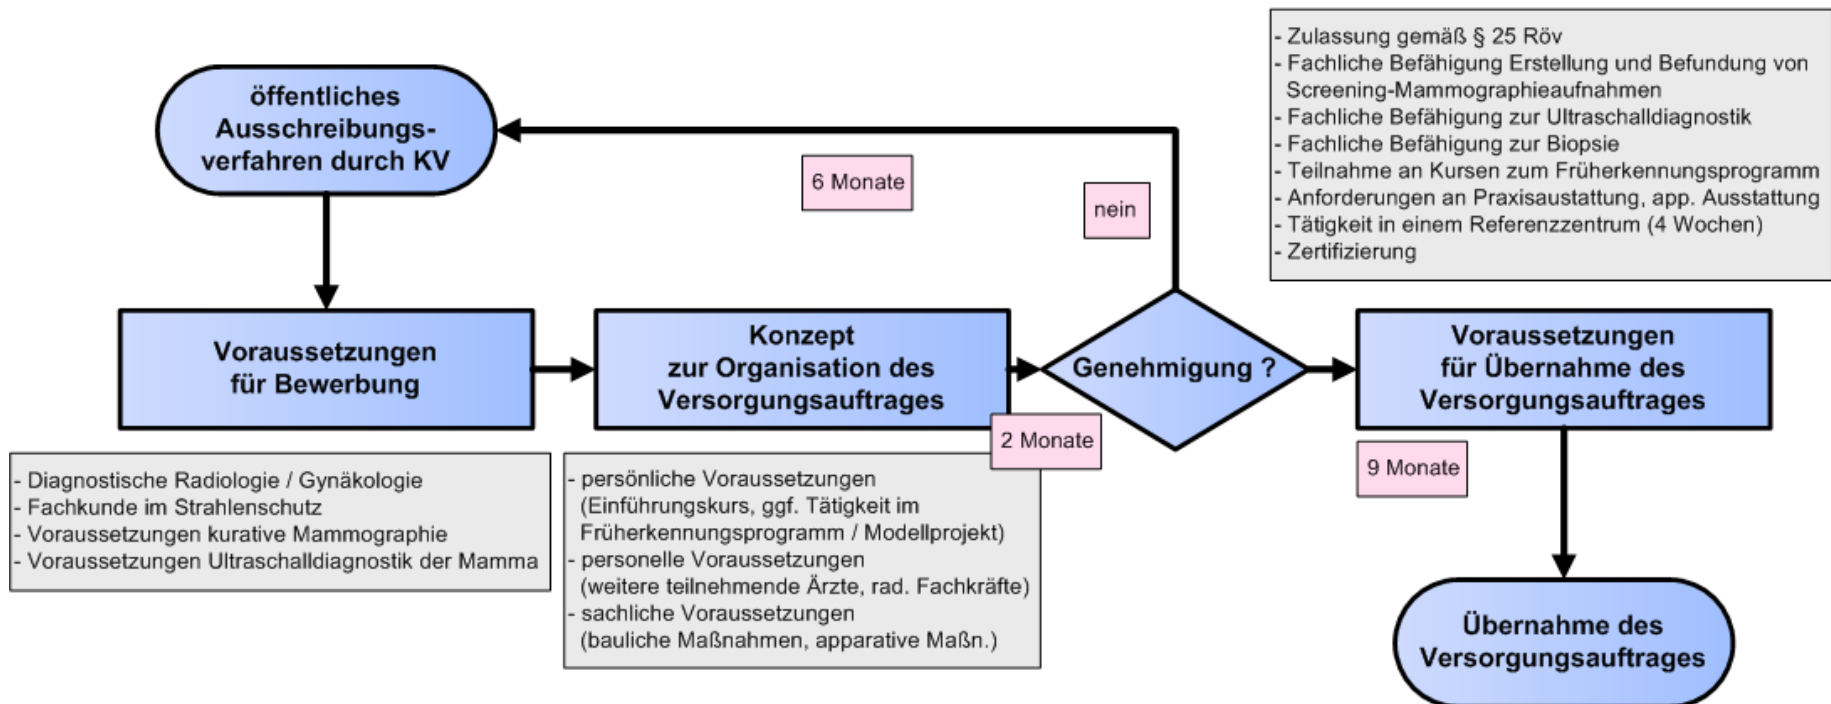 öffentliches
Ausschreibungs-
verfahren durch KV
6 Monate
nein
- Zulassung gemäß § 25 Röv
- Fachliche Befähigung Erstellung und Befundung von
Screening-Mammographieaufnahmen
- Fachliche Befähigung zur Ultraschalldiagnostik
- Fachliche Befähigung zur Biopsie
- Teilnahme an Kursen zum Früherkennungsprogramm
- Anforderungen an Praxisaustattung, app. Ausstattung
- Tätigkeit in einem Referenzzentrum (4 Wochen)
- Zertifizierung
Voraussetzungen
für Bewerbung
Konzept
zur Organisation des
Versorgungsauftrages
Genehmigung ?
Voraussetzungen
für Übernahme des
Versorgungsauftrages
2 Monate
9 Monate
- Diagnostische Radiologie / Gynäkologie
- Fachkunde im Strahlenschutz
- Voraussetzungen kurative Mammographie
- Voraussetzungen Ultraschalldiagnostik der Mamma
- persönliche Voraussetzungen
(Einführungskurs, ggf. Tätigkeit im
Früherkennungsprogramm / Modellprojekt)
- personelle Voraussetzungen
(weitere teilnehmende Ärzte, rad. Fachkräfte)
- sachliche Voraussetzungen
(bauliche Maßnahmen, apparative Maßn.)
Übernahme des
Versorgungsauftrages